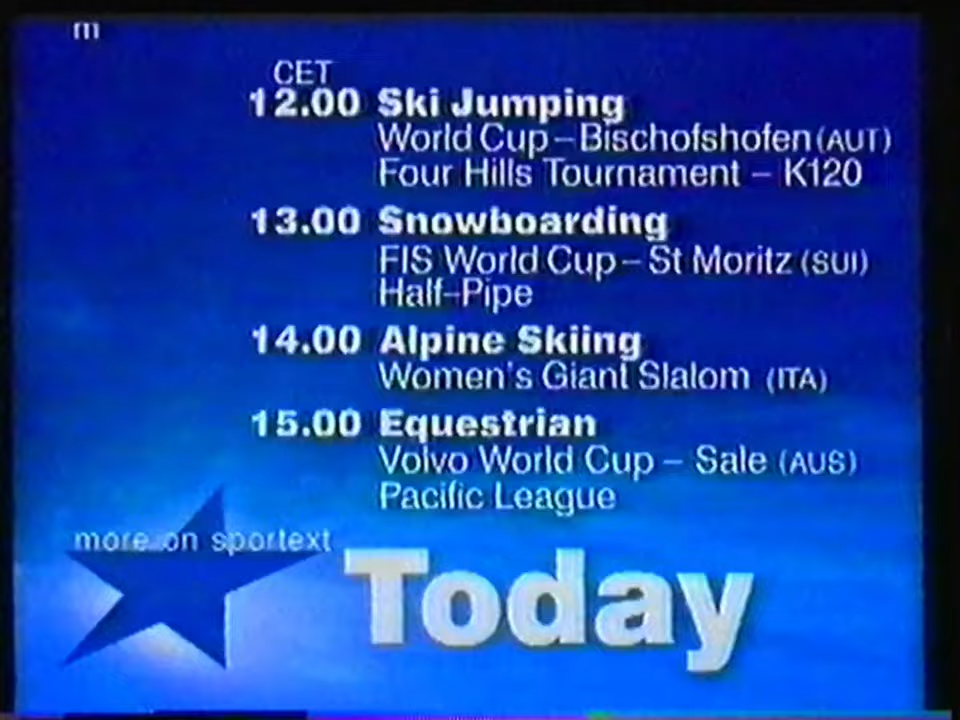 m
CET
12.00 Ski Jumping
World Cup – Bischofshofen (AUT)
Four Hills Tournament – K120
13.00 Snowboarding
FIS World Cup – St Moritz (SUI)
Half–Pipe
14.00 Alpine Skiing
Women's Giant Slalom (ITA)
15.00 Equestrian
Volvo World Cup – Sale (AUS)
Pacific League
more on sportext
Today